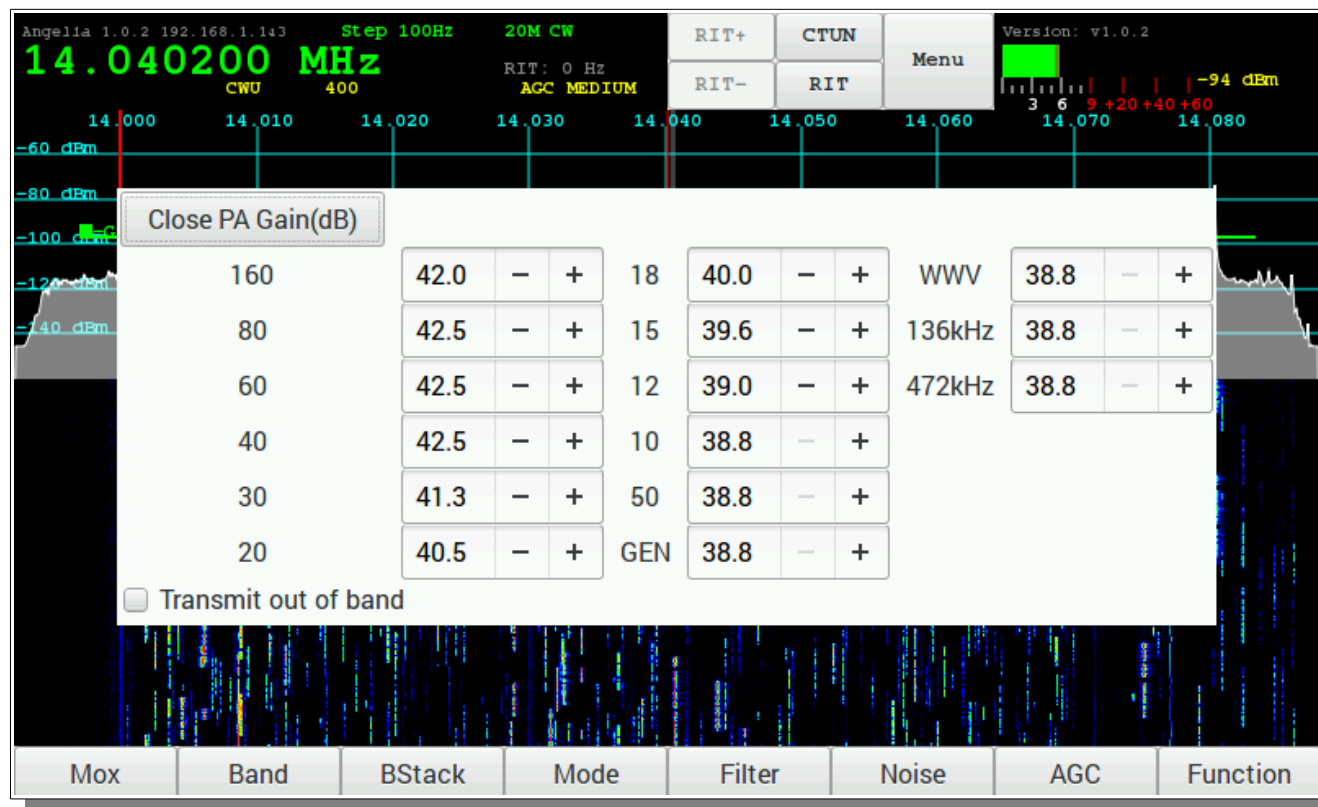 Angelia 1.0.2 192.168.1.143 Step 100Hz 20M CW
14.040200 MHz
RIT: 0 Hz
CWU 400 AGC MEDIUM
RIT+ CTUN Menu
RIT- RIT
Version: v1.0.2
-94 dBm
3 6 9 +20 +40 +60
14.000 14.010 14.020 14.030 14.040 14.050 14.060 14.070 14.080
-60 dBm
-80 dBm
-100 dBm
-120 dBm
-140 dBm
Close PA Gain(dB)
160 42.0 − + 18 40.0 − + WWV 38.8 − +
80 42.5 − + 15 39.6 − + 136kHz 38.8 − +
60 42.5 − + 12 39.0 − + 472kHz 38.8 − +
40 42.5 − + 10 38.8 − +
30 41.3 − + 50 38.8 − +
20 40.5 − + GEN 38.8 − +
Transmit out of band
Mox Band BStack Mode Filter Noise AGC Function